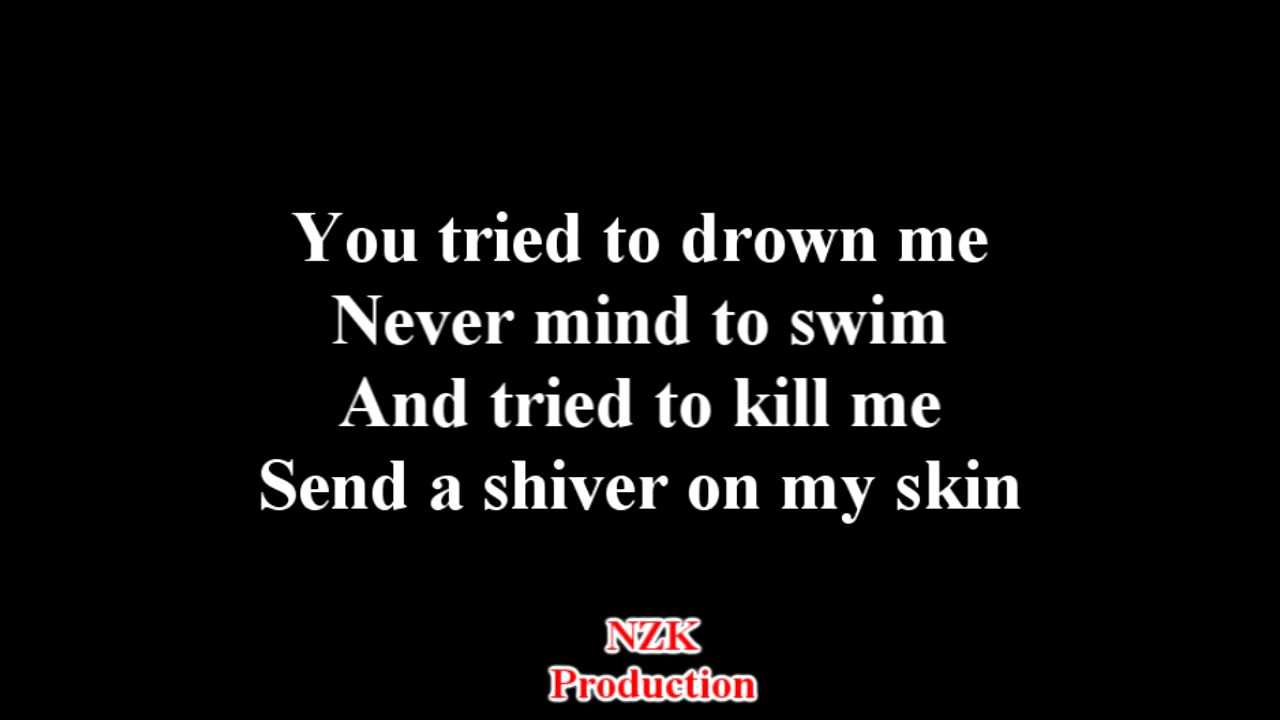 You tried to drown me
Never mind to swim
And tried to kill me
Send a shiver on my skin
NZK
Production